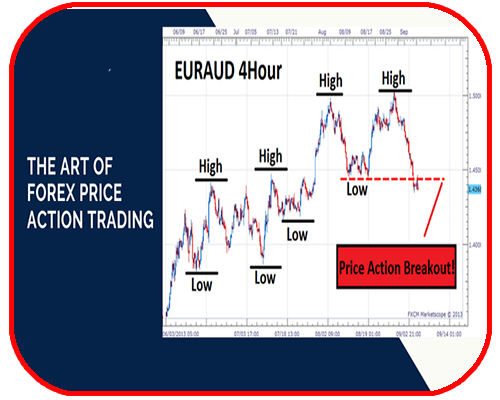 06/09 06/17 06/25 Jul 07/05 07/13 07/21 Aug 08/09 08/17 08/25 Sep
EURAUD 4Hour
High
High
1.5000
THE ART OF
FOREX PRICE
ACTION TRADING
High
High
1.4500
Low
Low
Low
Low
1.4000
Price Action Breakout!
FXCM Marketscope © 2013
06/03/2013 05:00
07/03 17:00
07/18 13:00
08/02 09:00
08/19 01:00
09/02 21:00
09/14 01:00